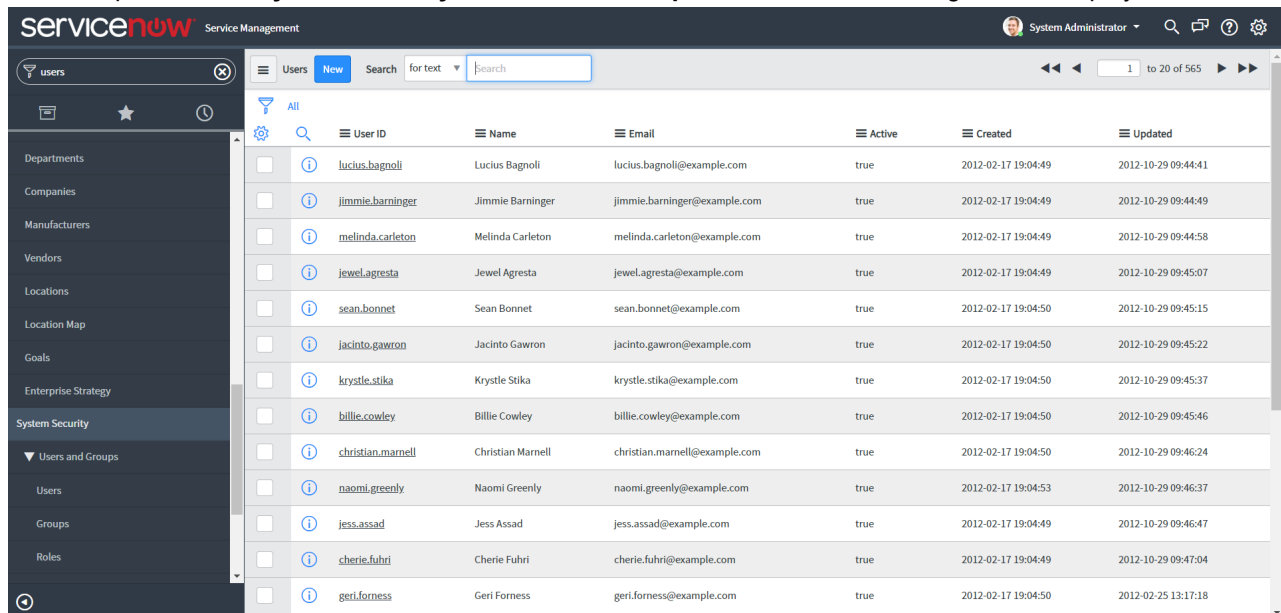 servicenow Service Management
System Administrator
users
Users New Search for text Search
1 to 20 of 565
All
User ID Name Email Active Created Updated
Departments
Companies
Manufacturers
Vendors
Locations
Location Map
Goals
Enterprise Strategy
System Security
Users and Groups
Users
Groups
Roles
lucius.bagnoli Lucius Bagnoli lucius.bagnoli@example.com true 2012-02-17 19:04:49 2012-10-29 09:44:41
jimmie.barninger Jimmie Barninger jimmie.barninger@example.com true 2012-02-17 19:04:49 2012-10-29 09:44:49
melinda.carleton Melinda Carleton melinda.carleton@example.com true 2012-02-17 19:04:49 2012-10-29 09:44:58
jewel.agresta Jewel Agresta jewel.agresta@example.com true 2012-02-17 19:04:49 2012-10-29 09:45:07
sean.bonnet Sean Bonnet sean.bonnet@example.com true 2012-02-17 19:04:50 2012-10-29 09:45:15
jacinto.gawron Jacinto Gawron jacinto.gawron@example.com true 2012-02-17 19:04:50 2012-10-29 09:45:22
krystle.stika Krystle Stika krystle.stika@example.com true 2012-02-17 19:04:50 2012-10-29 09:45:37
billie.cowley Billie Cowley billie.cowley@example.com true 2012-02-17 19:04:50 2012-10-29 09:45:46
christian.marnell Christian Marnell christian.marnell@example.com true 2012-02-17 19:04:50 2012-10-29 09:46:24
naomi.greenly Naomi Greenly naomi.greenly@example.com true 2012-02-17 19:04:53 2012-10-29 09:46:37
jess.assad Jess Assad jess.assad@example.com true 2012-02-17 19:04:49 2012-10-29 09:46:47
cherie.fuhri Cherie Fuhri cherie.fuhri@example.com true 2012-02-17 19:04:49 2012-10-29 09:47:04
geri.forness Geri Forness geri.forness@example.com true 2012-02-17 19:04:50 2012-02-25 13:17:18